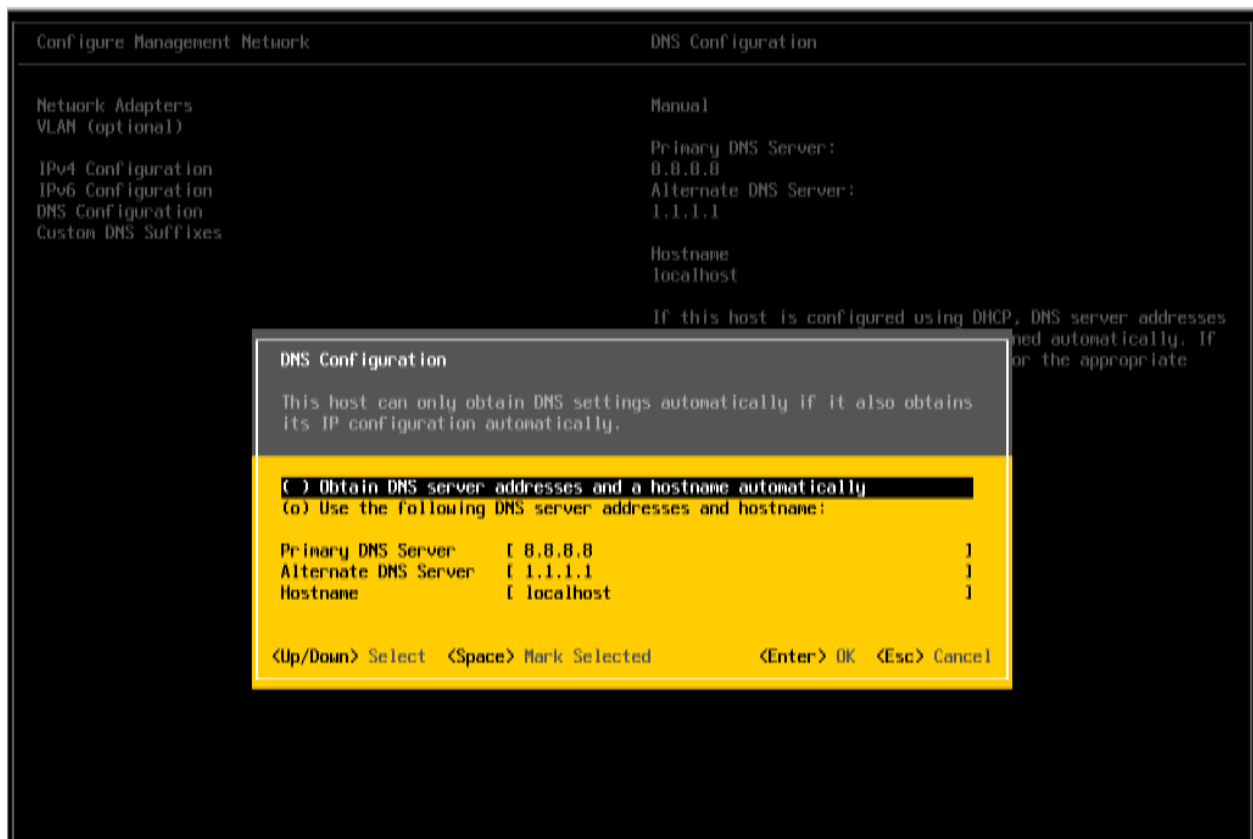 Configure Management Network
DNS Configuration
Network Adapters
VLAN (optional)
IPv4 Configuration
IPv6 Configuration
DNS Configuration
Custom DNS Suffixes
Manual
Primary DNS Server:
8.8.8.8
Alternate DNS Server:
1.1.1.1
Hostname
localhost
If this host is configured using DHCP, DNS server addresses
ned automatically. If
or the appropriate
DNS Configuration
This host can only obtain DNS settings automatically if it also obtains
its IP configuration automatically.
( ) Obtain DNS server addresses and a hostname automatically
(o) Use the following DNS server addresses and hostname:
Primary DNS Server [ 8.8.8.8 ]
Alternate DNS Server [ 1.1.1.1 ]
Hostname [ localhost ]
<Up/Down> Select <Space> Mark Selected <Enter> OK <Esc> Cancel